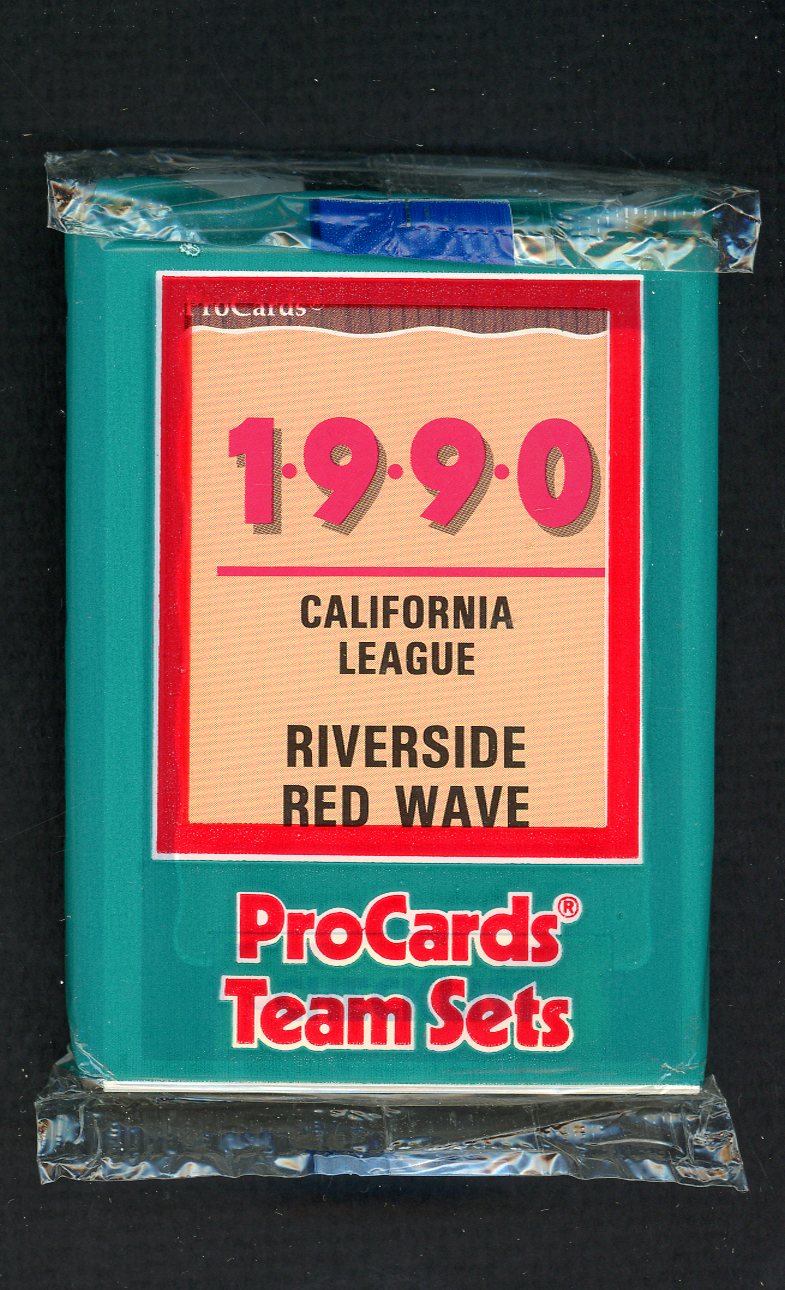 ProCards®
1·9·9·0
CALIFORNIA
LEAGUE
RIVERSIDE
RED WAVE
ProCards®
Team Sets